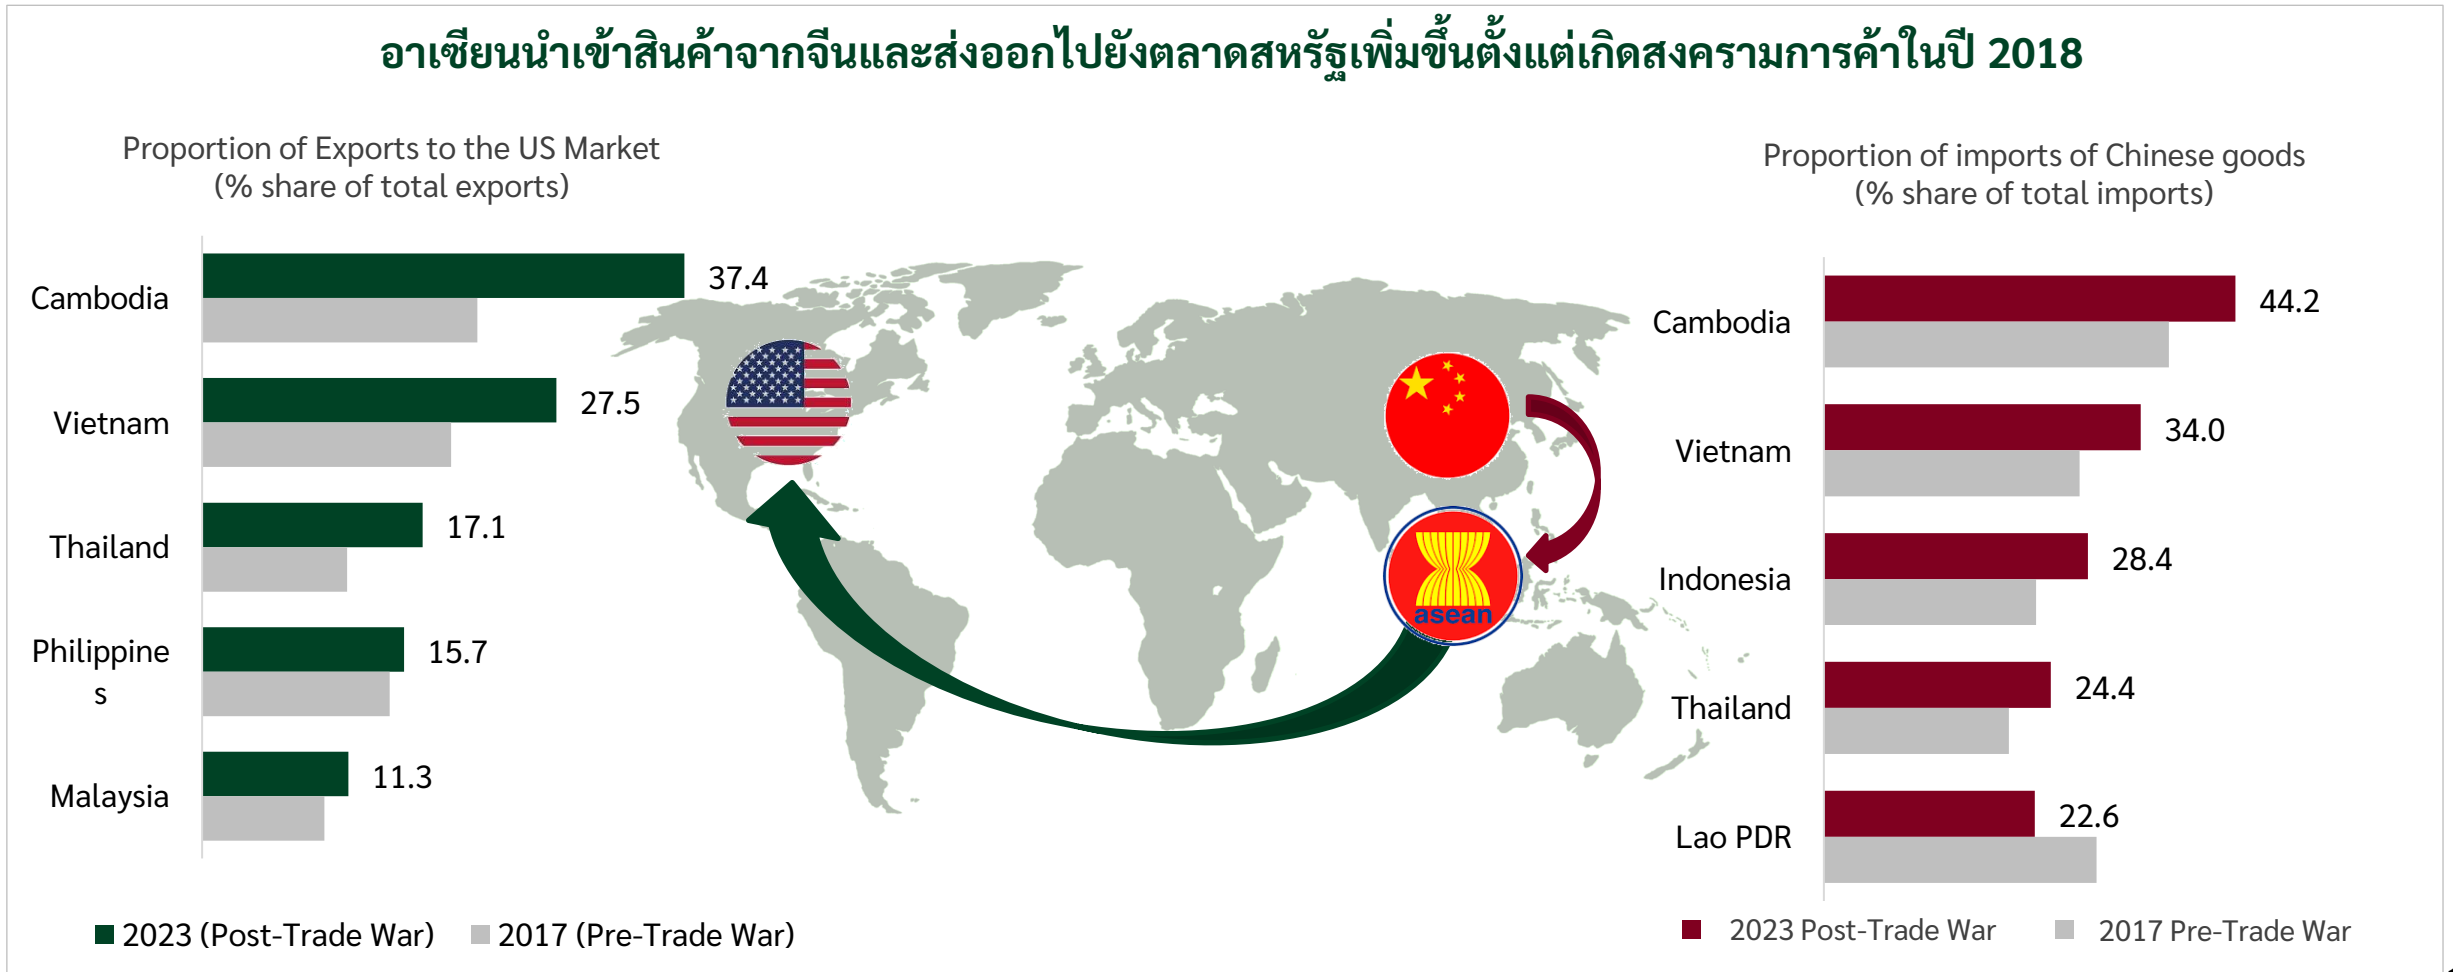 อาเซียนนำเข้าสินค้าจากจีนและส่งออกไปยังตลาดสหรัฐเพิ่มขึ้นตั้งแต่เกิดสงครามการค้าในปี 2018
Proportion of Exports to the US Market
(% share of total exports)
Cambodia
37.4
Vietnam
27.5
Thailand
17.1
Philippine
s
15.7
Malaysia
11.3
2023 (Post-Trade War)
2017 (Pre-Trade War)
asean
Proportion of imports of Chinese goods
(% share of total imports)
Cambodia
44.2
Vietnam
34.0
Indonesia
28.4
Thailand
24.4
Lao PDR
22.6
2023 Post-Trade War
2017 Pre-Trade War